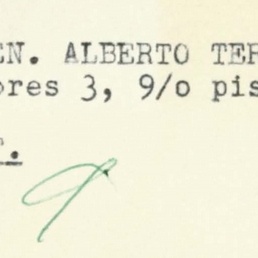 EN. ALBERTO TER
ores 3, 9/o pis